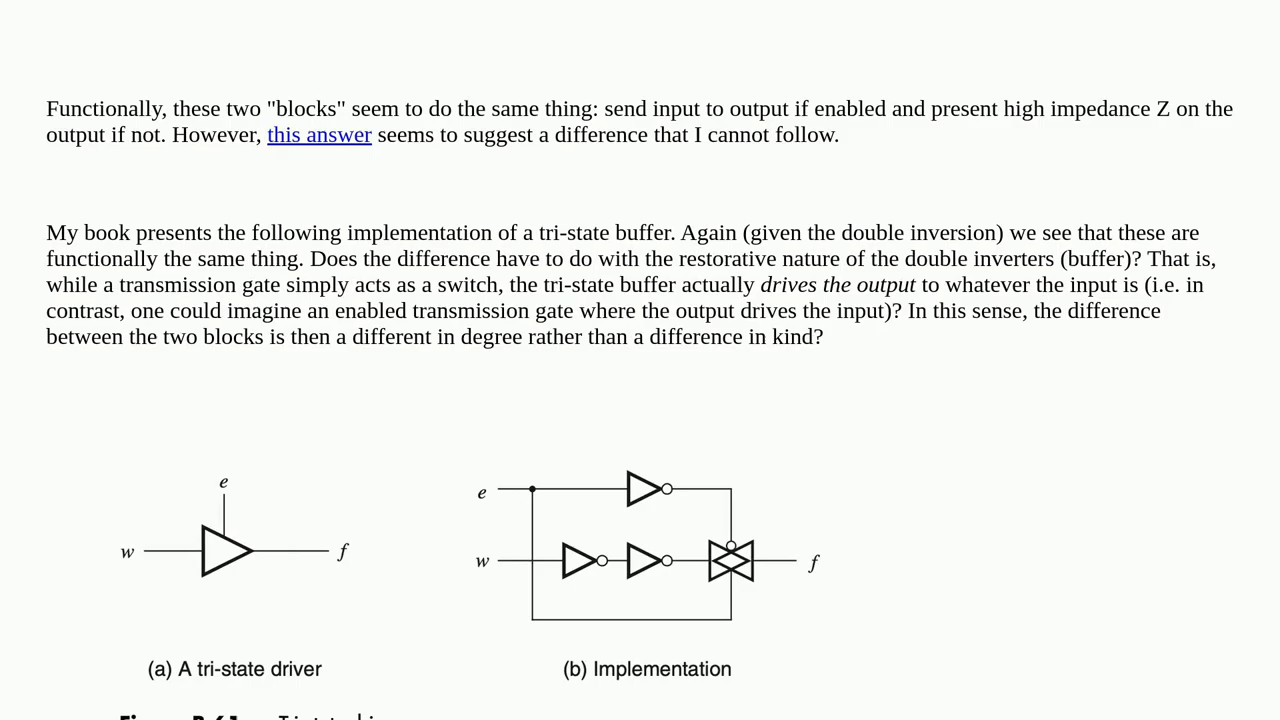 Functionally, these two "blocks" seem to do the same thing: send input to output if enabled and present high impedance Z on the
output if not. However, this answer seems to suggest a difference that I cannot follow.
My book presents the following implementation of a tri-state buffer. Again (given the double inversion) we see that these are
functionally the same thing. Does the difference have to do with the restorative nature of the double inverters (buffer)? That is,
while a transmission gate simply acts as a switch, the tri-state buffer actually drives the output to whatever the input is (i.e. in
contrast, one could imagine an enabled transmission gate where the output drives the input)? In this sense, the difference
between the two blocks is then a different in degree rather than a difference in kind?
e
w
f
e
w
f
(a) A tri-state driver
(b) Implementation